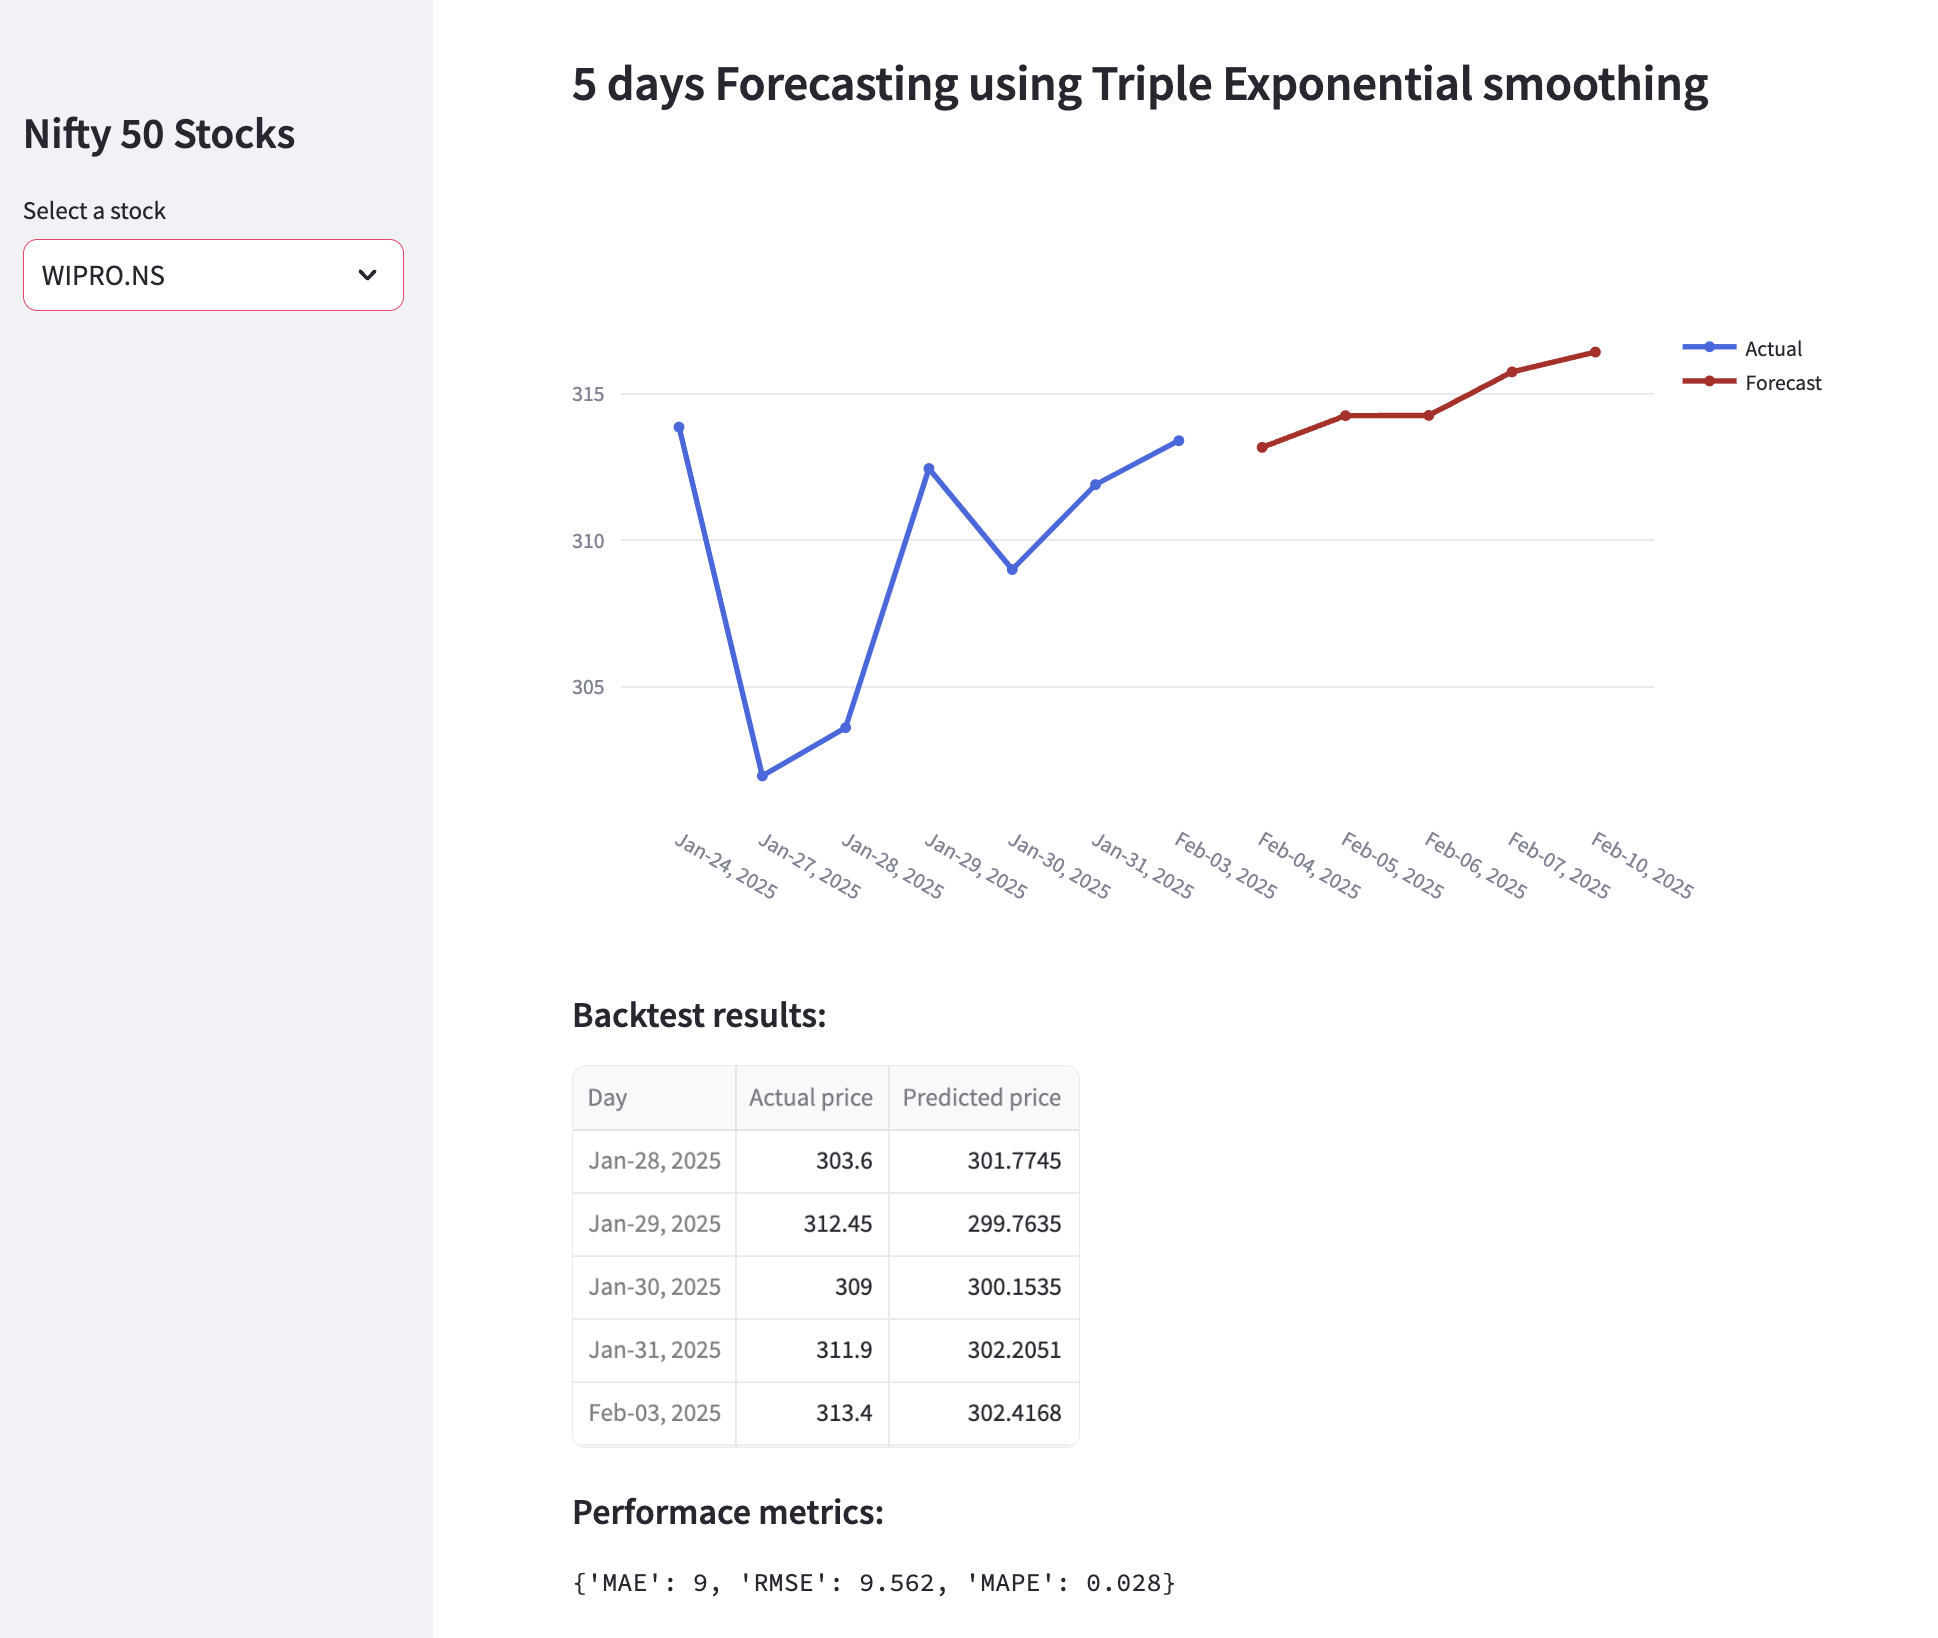 Nifty 50 Stocks
Select a stock
WIPRO.NS
5 days Forecasting using Triple Exponential smoothing
Actual
Forecast
315
310
305
Jan-24, 2025
Jan-27, 2025
Jan-28, 2025
Jan-29, 2025
Jan-30, 2025
Jan-31, 2025
Feb-03, 2025
Feb-04, 2025
Feb-05, 2025
Feb-06, 2025
Feb-07, 2025
Feb-10, 2025
Backtest results:
Day Actual price Predicted price
Jan-28, 2025 303.6 301.7745
Jan-29, 2025 312.45 299.7635
Jan-30, 2025 309 300.1535
Jan-31, 2025 311.9 302.2051
Feb-03, 2025 313.4 302.4168
Performace metrics:
{'MAE': 9, 'RMSE': 9.562, 'MAPE': 0.028}